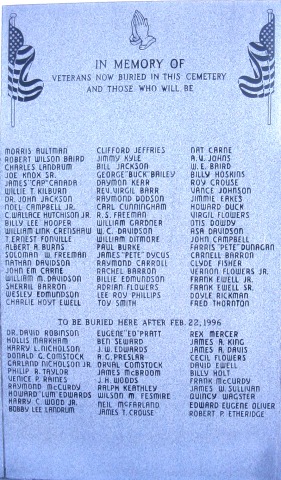 IN MEMORY OF
VETERANS NOW BURIED IN THIS CEMETERY
AND THOSE WHO WILL BE
MORRIS AULTMAN
ROBERT WILSON BAIRD
CHARLES LANDRUM
JOE KNOX SR.
JAMES "CAP" CANADA
WILLIE T. KILBURN
DR. JOHN JACKSON
NOEL CAMPBELL JR.
C. WALLACE HUTCHISON JR.
BILLY LEE HOOPER
WILLIAM LINK CRENSHAW
T. ERNEST FONVILLE
ALBERT A. BURNS
SOLOMAN W. FREEMAN
NATHAN DAVIDSON
JOHN EM CARNE
WILLIAM M. DAVIDSON
SHERRIL BARRON
WESLEY EDMUNDSON
CHARLIE HOYT EWELL
CLIFFORD JEFFRIES
JIMMY KYLE
BILL JACKSON
GEORGE "BUCK" BAILEY
DAYMON KERR
REV. VIRGIL BARR
RAYMOND DODSON
CARL CUNNINGHAM
R. S. FREEMAN
WILLIAM GARDNER
W. C. DAVIDSON
WILLIAM DITMORE
PAUL BURKE
JAMES "PETE" DYCUS
RAYMOND CARROLL
RACHEL BARRON
BILLIE EDMUNDSON
ADRIAN FLOWERS
LEE ROY PHILLIPS
TOY SMITH
NAT CARNE
A. V. JOHNS
W. E. BAIRD
BILLY HOSKINS
ROY CROUSE
VANCE JOHNSON
JIMMIE EAKES
HOWARD DUCK
VIRGIL FLOWERS
OTIS DOWDY
ASA DAVIDSON
JOHN CAMPBELL
FARRIS "PETE" DUNAGAN
CARNELL BARRON
CLYDE FISHER
VERNON FLOWERS JR.
FRANK EWELL JR.
FRANK EWELL SR.
DOYLE RICKMAN
FRED THORNTON
TO BE BURIED HERE AFTER FEB. 22, 1996
DR. DAVID ROBINSON
HOLLIS MARKHAM
HARRY L. NICHOLSON
DONALD G. COMSTOCK
GARLAND NICHOLSON JR.
PHILIP R. TAYLOR
VENICE P. RAINES
RAYMOND McCURDY
HOWARD "LUM" EDWARDS
HARRY C. WOOD JR.
BOBBY LEE LANDRUM
EUGENE "ED" PRATT
BEN SEWARD
J. W. EDWARDS
A. G. PRESLAR
ORVAL COMSTOCK
JAMES McBROOM
J. H. WOODS
RALPH KEATHLEY
WILSON M. FESMIRE
NEIL McFARLAND
JAMES T. CROUSE
REX MERCER
JAMES A. KING
JAMES A. DAVIS
CECIL FLOWERS
DAVID EWELL
BILLY HOLT
FRANK McCURDY
JAMES W. SULLIVAN
QUINCY WAGSTER
EDWARD EUGENE OLIVER
ROBERT P. ETHERIDGE